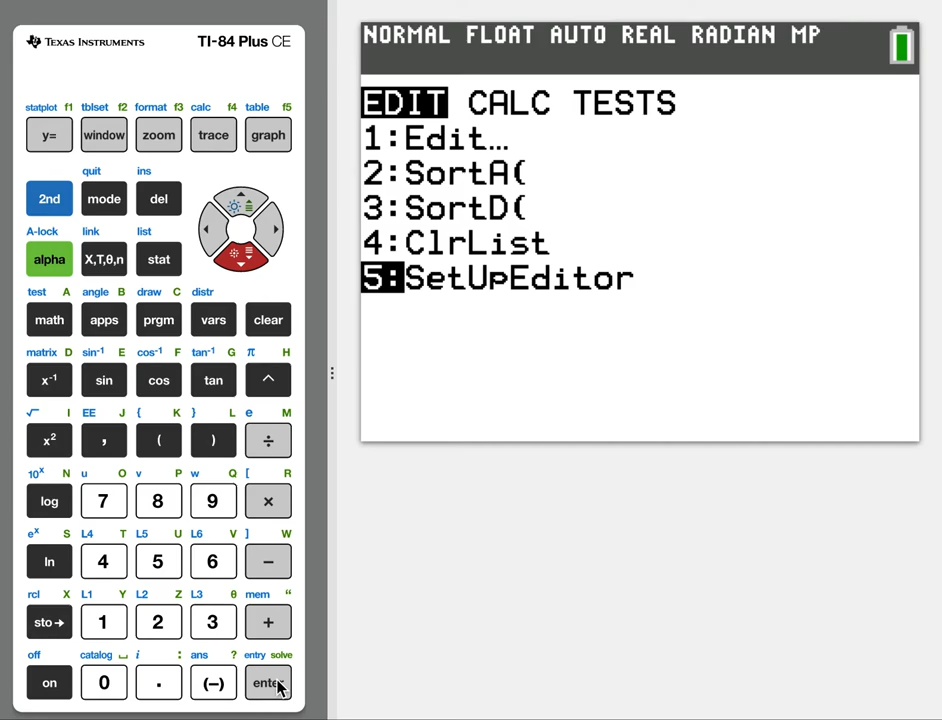 TEXAS INSTRUMENTS TI-84 Plus CE
statplot f1 tblset f2 format f3 calc f4 table f5
y= window zoom trace graph
quit ins
2nd mode del
A-lock link list
alpha X,T,θ,n stat
test A angle B draw C distr
math apps prgm vars clear
matrix D sin⁻¹ E cos⁻¹ F tan⁻¹ G π H
x⁻¹ sin cos tan ^
√ I EE J { K } L e M
x² , ( ) ÷
10ˣ N u O v P w Q [ R
log 7 8 9 ×
eˣ S L4 T L5 U L6 V ] W
ln 4 5 6 −
rcl X L1 Y L2 Z L3 θ mem “
sto→ 1 2 3 +
off catalog ⎵ i : ans ? entry solve
on 0 . (−) enter
NORMAL FLOAT AUTO REAL RADIAN MP
EDIT CALC TESTS
1:Edit…
2:SortA(
3:SortD(
4:ClrList
5:SetUpEditor